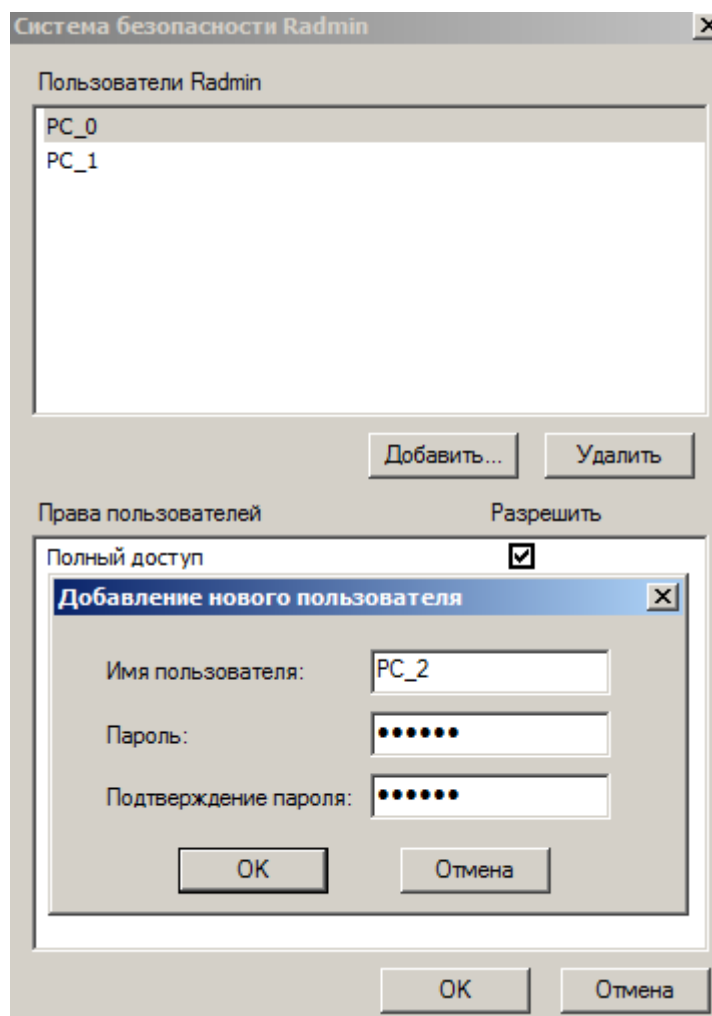 Система безопасности Radmin
Пользователи Radmin
PC_0
PC_1
Добавить... Удалить
Права пользователей Разрешить
Полный доступ
Добавление нового пользователя
Имя пользователя: PC_2
Пароль: ••••••
Подтверждение пароля: ••••••
OK Отмена
OK Отмена